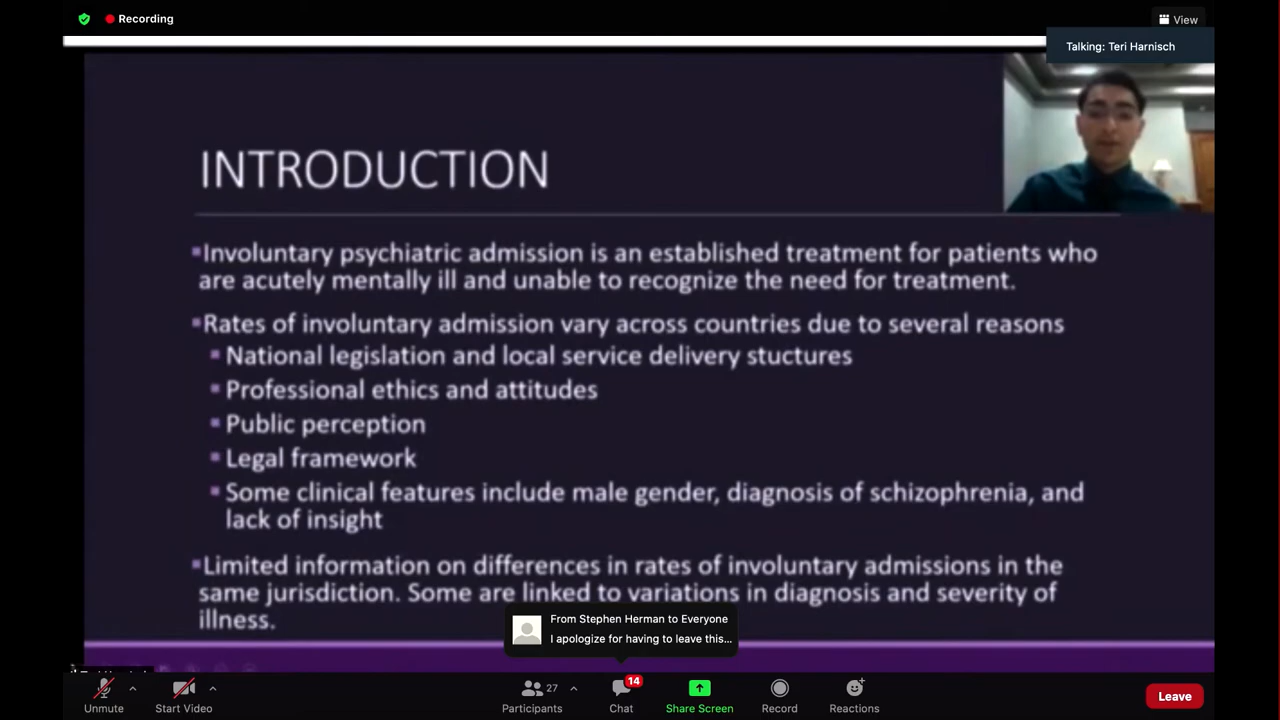 Recording
View
Talking: Teri Harnisch
INTRODUCTION
▪Involuntary psychiatric admission is an established treatment for patients who
are acutely mentally ill and unable to recognize the need for treatment.
▪Rates of involuntary admission vary across countries due to several reasons
▪National legislation and local service delivery stuctures
▪Professional ethics and attitudes
▪Public perception
▪Legal framework
▪Some clinical features include male gender, diagnosis of schizophrenia, and
lack of insight
▪Limited information on differences in rates of involuntary admissions in the
same jurisdiction. Some are linked to variations in diagnosis and severity of
illness.
From Stephen Herman to Everyone
I apologize for having to leave this...
27
14
Unmute
Start Video
Participants
Chat
Share Screen
Record
Reactions
Leave